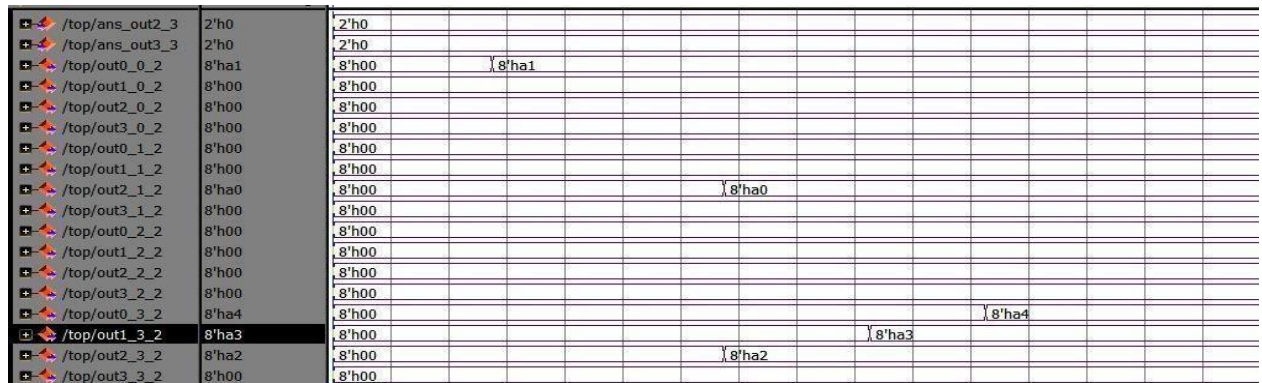 /top/ans_out2_3 2'h0 2'h0
/top/ans_out3_3 2'h0 2'h0
/top/out0_0_2 8'ha1 8'h00 8'ha1
/top/out1_0_2 8'h00 8'h00
/top/out2_0_2 8'h00 8'h00
/top/out3_0_2 8'h00 8'h00
/top/out0_1_2 8'h00 8'h00
/top/out1_1_2 8'h00 8'h00
/top/out2_1_2 8'ha0 8'h00 8'ha0
/top/out3_1_2 8'h00 8'h00
/top/out0_2_2 8'h00 8'h00
/top/out1_2_2 8'h00 8'h00
/top/out2_2_2 8'h00 8'h00
/top/out3_2_2 8'h00 8'h00
/top/out0_3_2 8'ha4 8'h00 8'ha4
/top/out1_3_2 8'ha3 8'h00 8'ha3
/top/out2_3_2 8'ha2 8'h00 8'ha2
/top/out3_3_2 8'h00 8'h00